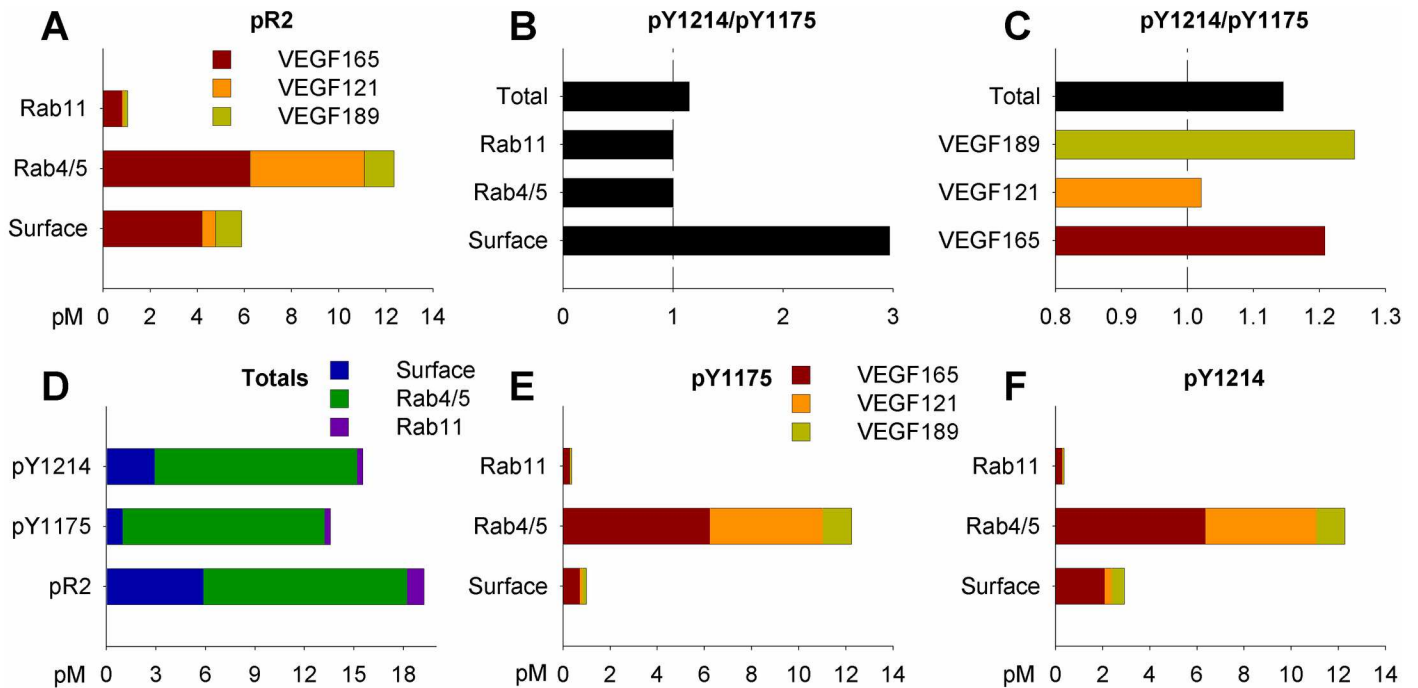 A pR2
VEGF165
VEGF121
VEGF189
Rab11
Rab4/5
Surface
pM 0 2 4 6 8 10 12 14
B pY1214/pY1175
Total
Rab11
Rab4/5
Surface
0 1 2 3
C pY1214/pY1175
Total
VEGF189
VEGF121
VEGF165
0.8 0.9 1.0 1.1 1.2 1.3
D Totals
Surface
Rab4/5
Rab11
pY1214
pY1175
pR2
pM 0 3 6 9 12 15 18
E pY1175
VEGF165
VEGF121
VEGF189
Rab11
Rab4/5
Surface
pM 0 2 4 6 8 10 12 14
F pY1214
Rab11
Rab4/5
Surface
pM 0 2 4 6 8 10 12 14